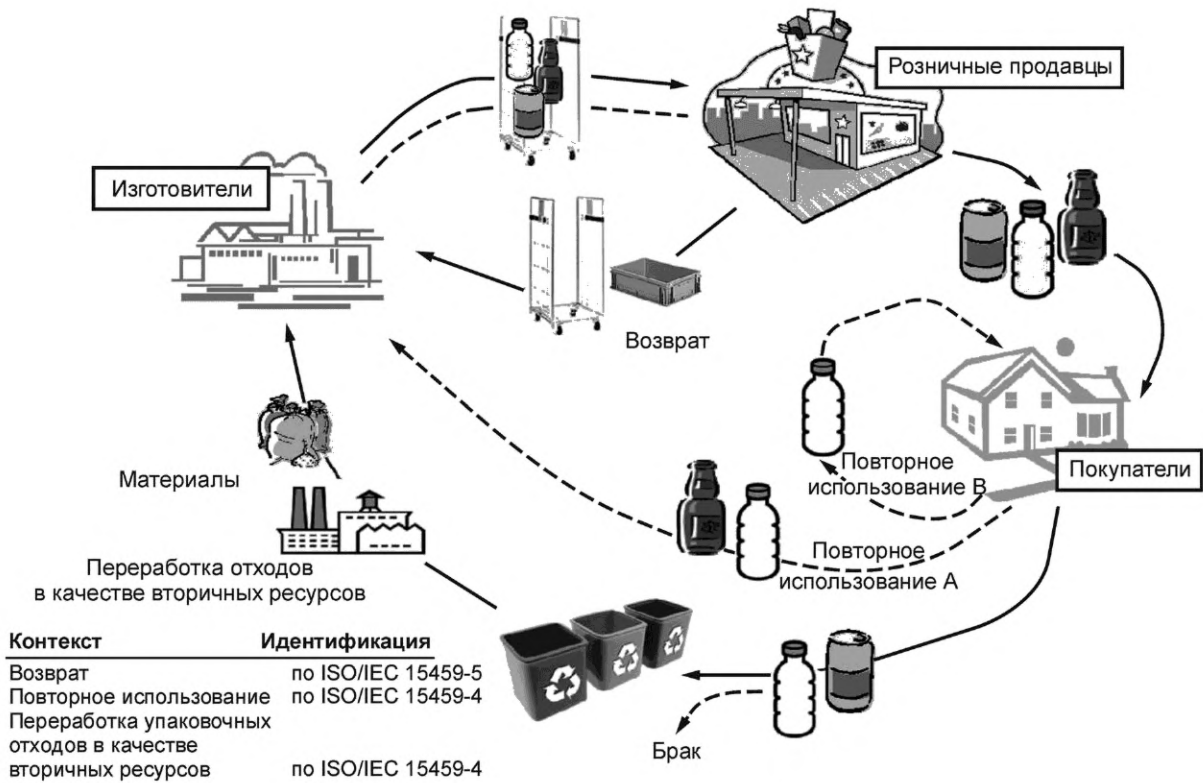 Розничные продавцы
Изготовители
Возврат
Материалы
Повторное
использование В
Покупатели
Повторное
использование А
Переработка отходов
в качестве вторичных ресурсов
Брак
Контекст Идентификация
Возврат по ISO/IEC 15459-5
Повторное использование по ISO/IEC 15459-4
Переработка упаковочных
отходов в качестве
вторичных ресурсов по ISO/IEC 15459-4